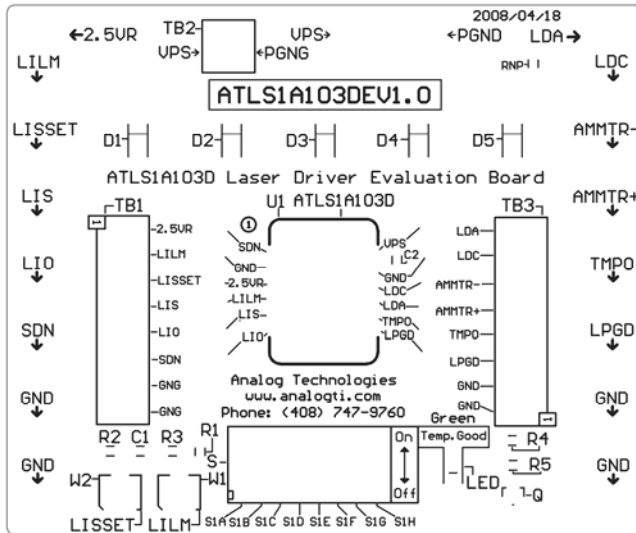 2008/04/18
←2.5VR TB2 VPS→ ←PGND LDA→
VPS→ ←PGNG
RNP
LILM LDC
ATLS1A103DEV1.0
LISSET AMMTR-
D1 D2 D3 D4 D5
ATLS1A103D Laser Driver Evaluation Board
LIS AMMTR+
TB1 U1 ATLS1A103D TB3
1
2.5VR
LILM
LISSET
LIS
LIO
SDN
GNG
GNG
1
SDN
GND
2.5VR
LILM
LIS
LIO
VPS
C2
GND
LDC
LDA
TMPO
LPGD
LDA
LDC
AMMTR-
AMMTR+
TMPO
LPGD
GND
GND
1
LIO TMPO
SDN LPGD
GND GND
GND GND
Analog Technologies
www.analogti.com
Phone: (408) 747-9760
Green
Temp.Good
R2 C1 R3 R1 On R4
S R5
W2 W1 LED Q
Off
LISSET LILM
S1A S1B S1C S1D S1E S1F S1G S1H